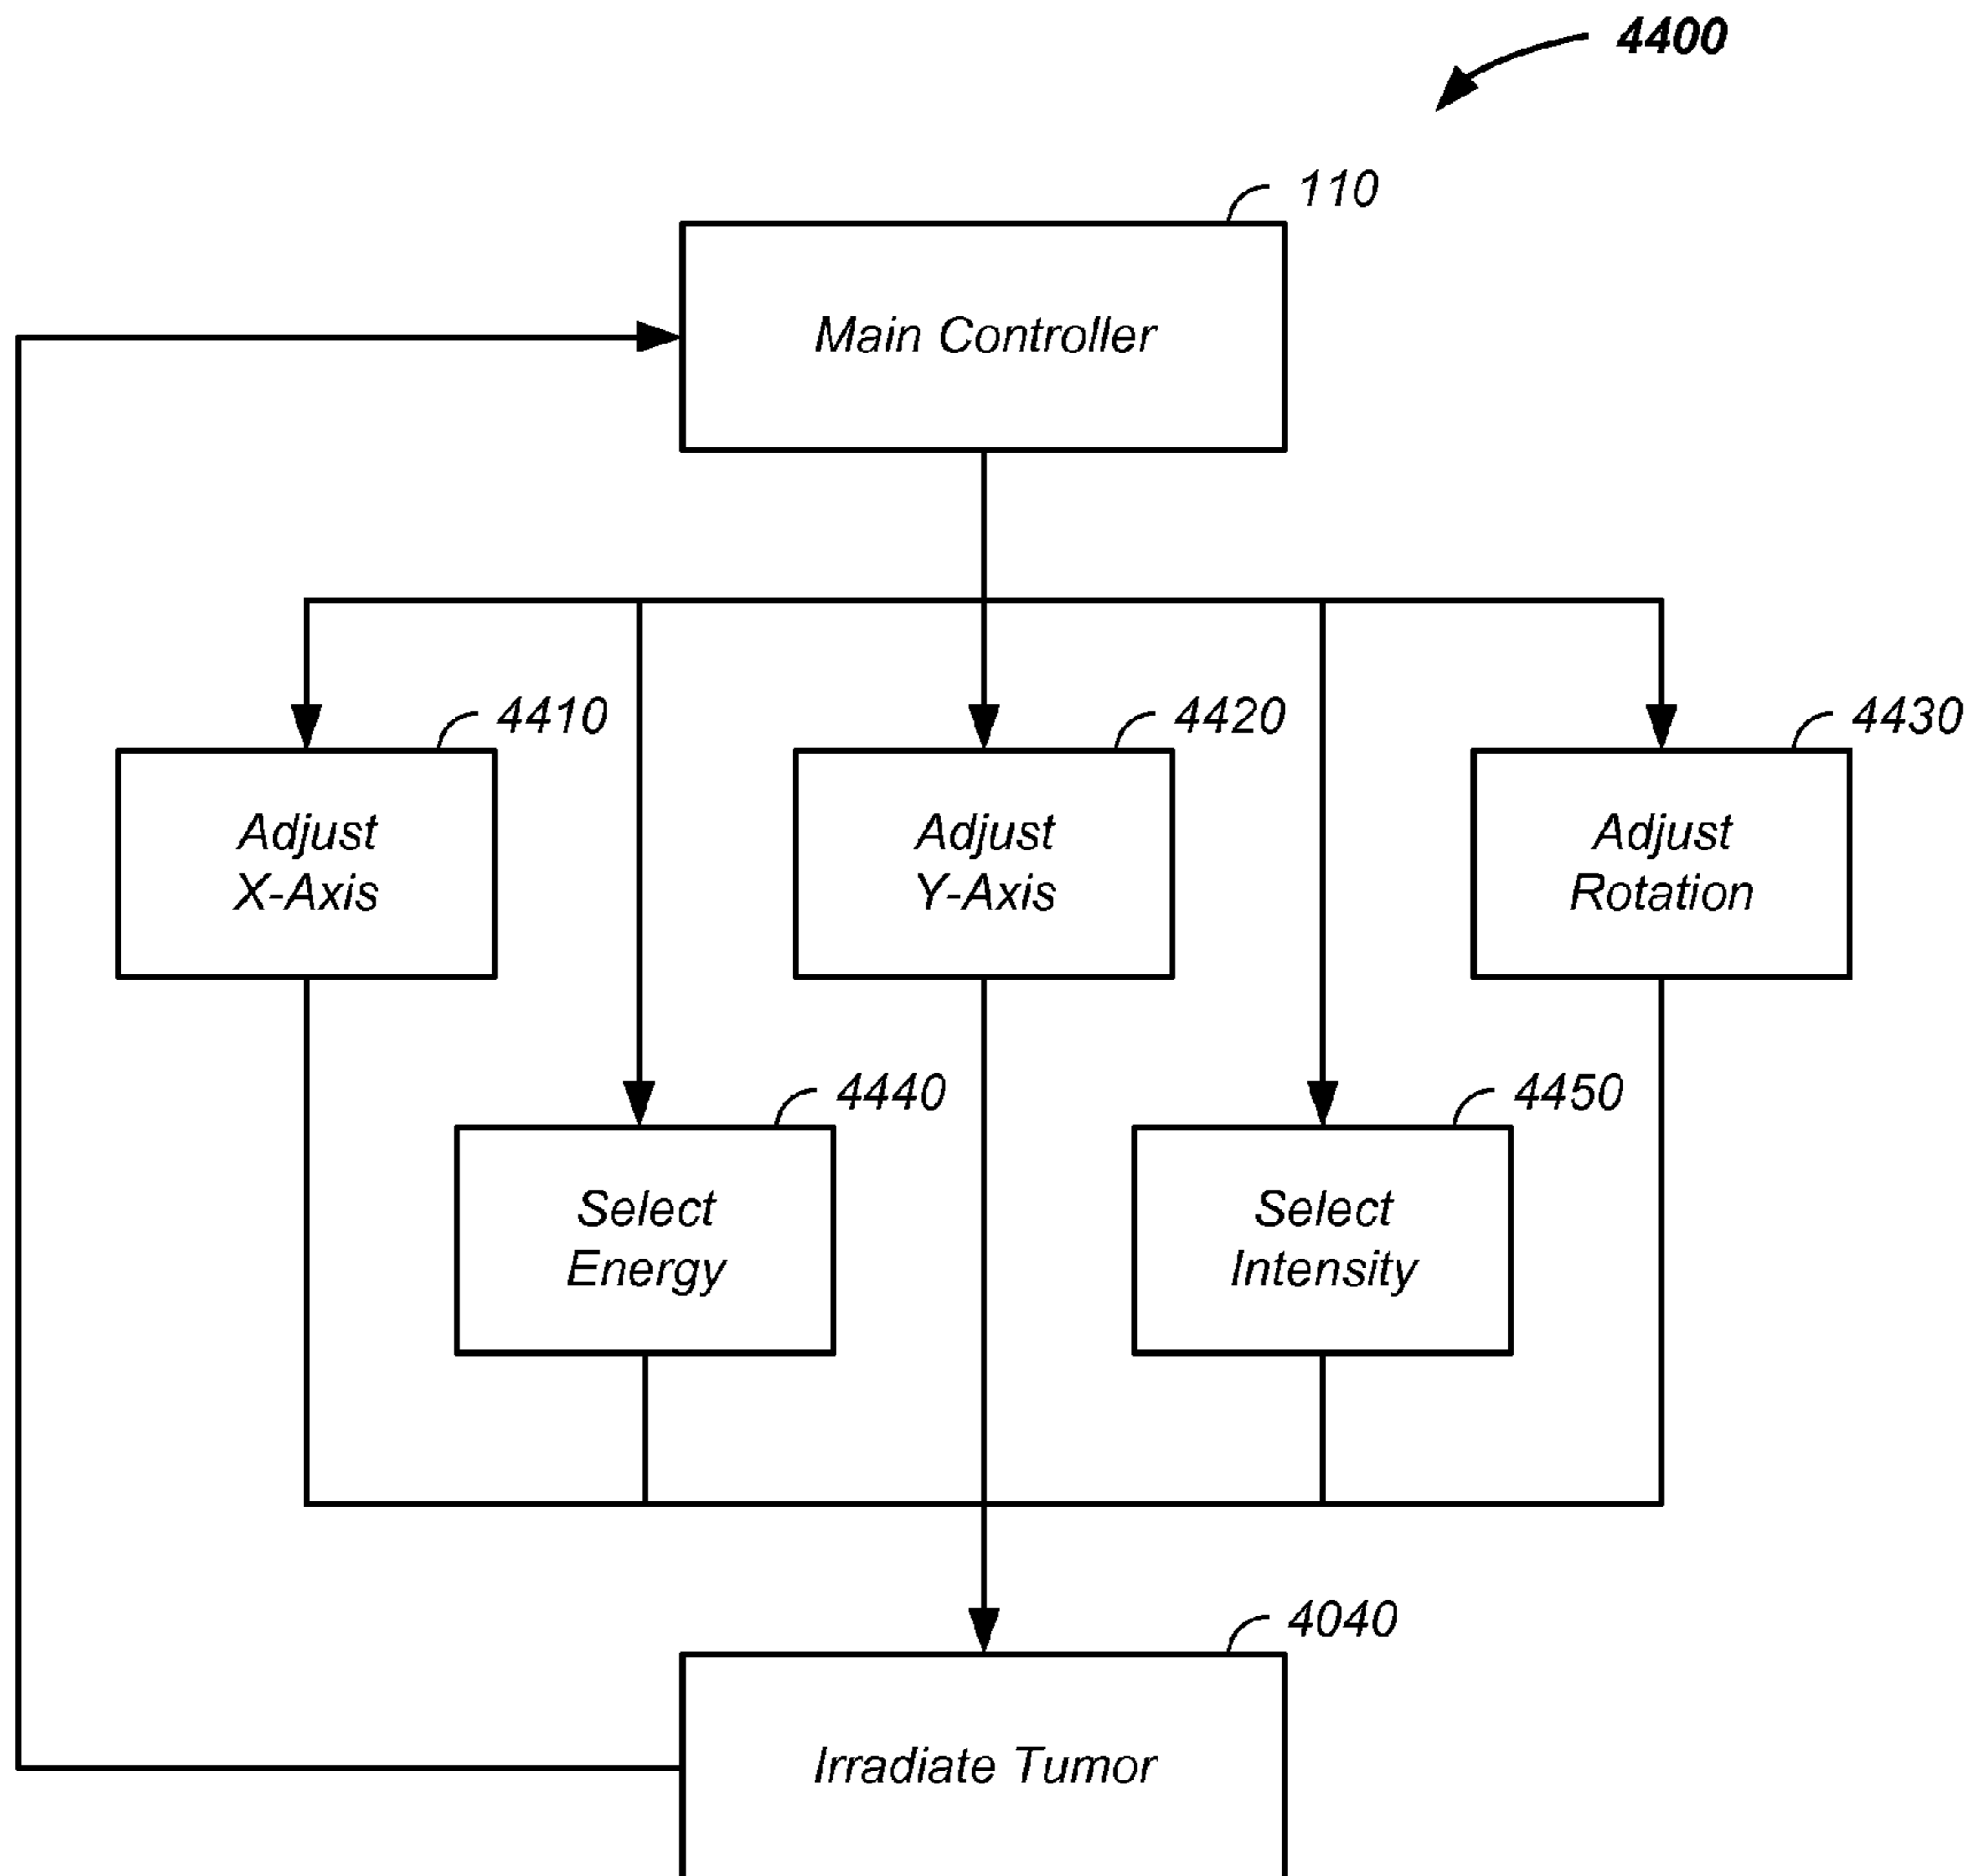 4400
110
Main Controller
4410
4420
4430
Adjust
X-Axis
Adjust
Y-Axis
Adjust
Rotation
4440
4450
Select
Energy
Select
Intensity
4040
Irradiate Tumor